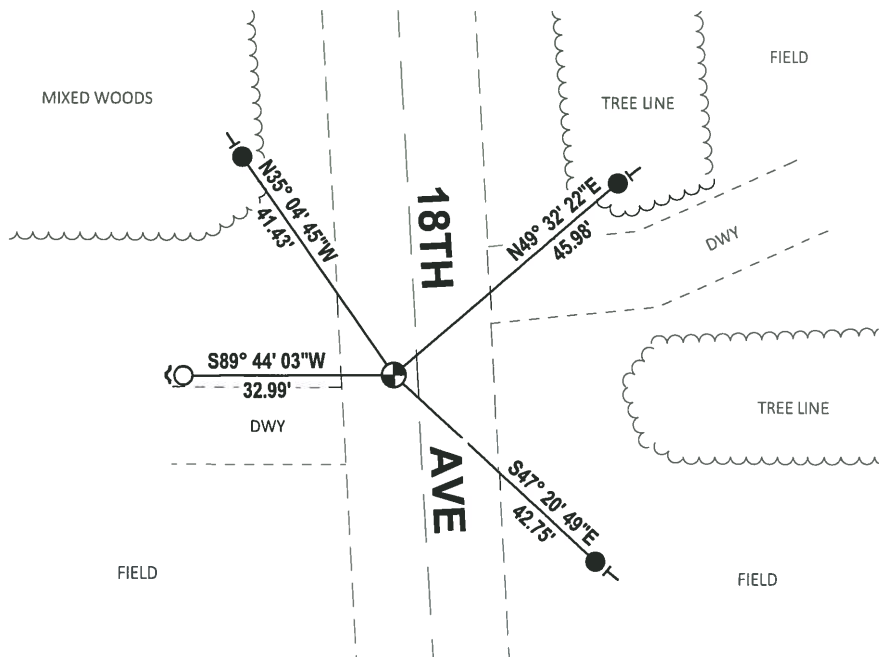 FIELD
MIXED WOODS
TREE LINE
N35° 04' 45"W
41.43'
18TH
N49° 32' 22"E
45.98'
DWY
S89° 44' 03"W
32.99'
DWY
TREE LINE
AVE
S47° 20' 49"E
42.75'
FIELD
FIELD